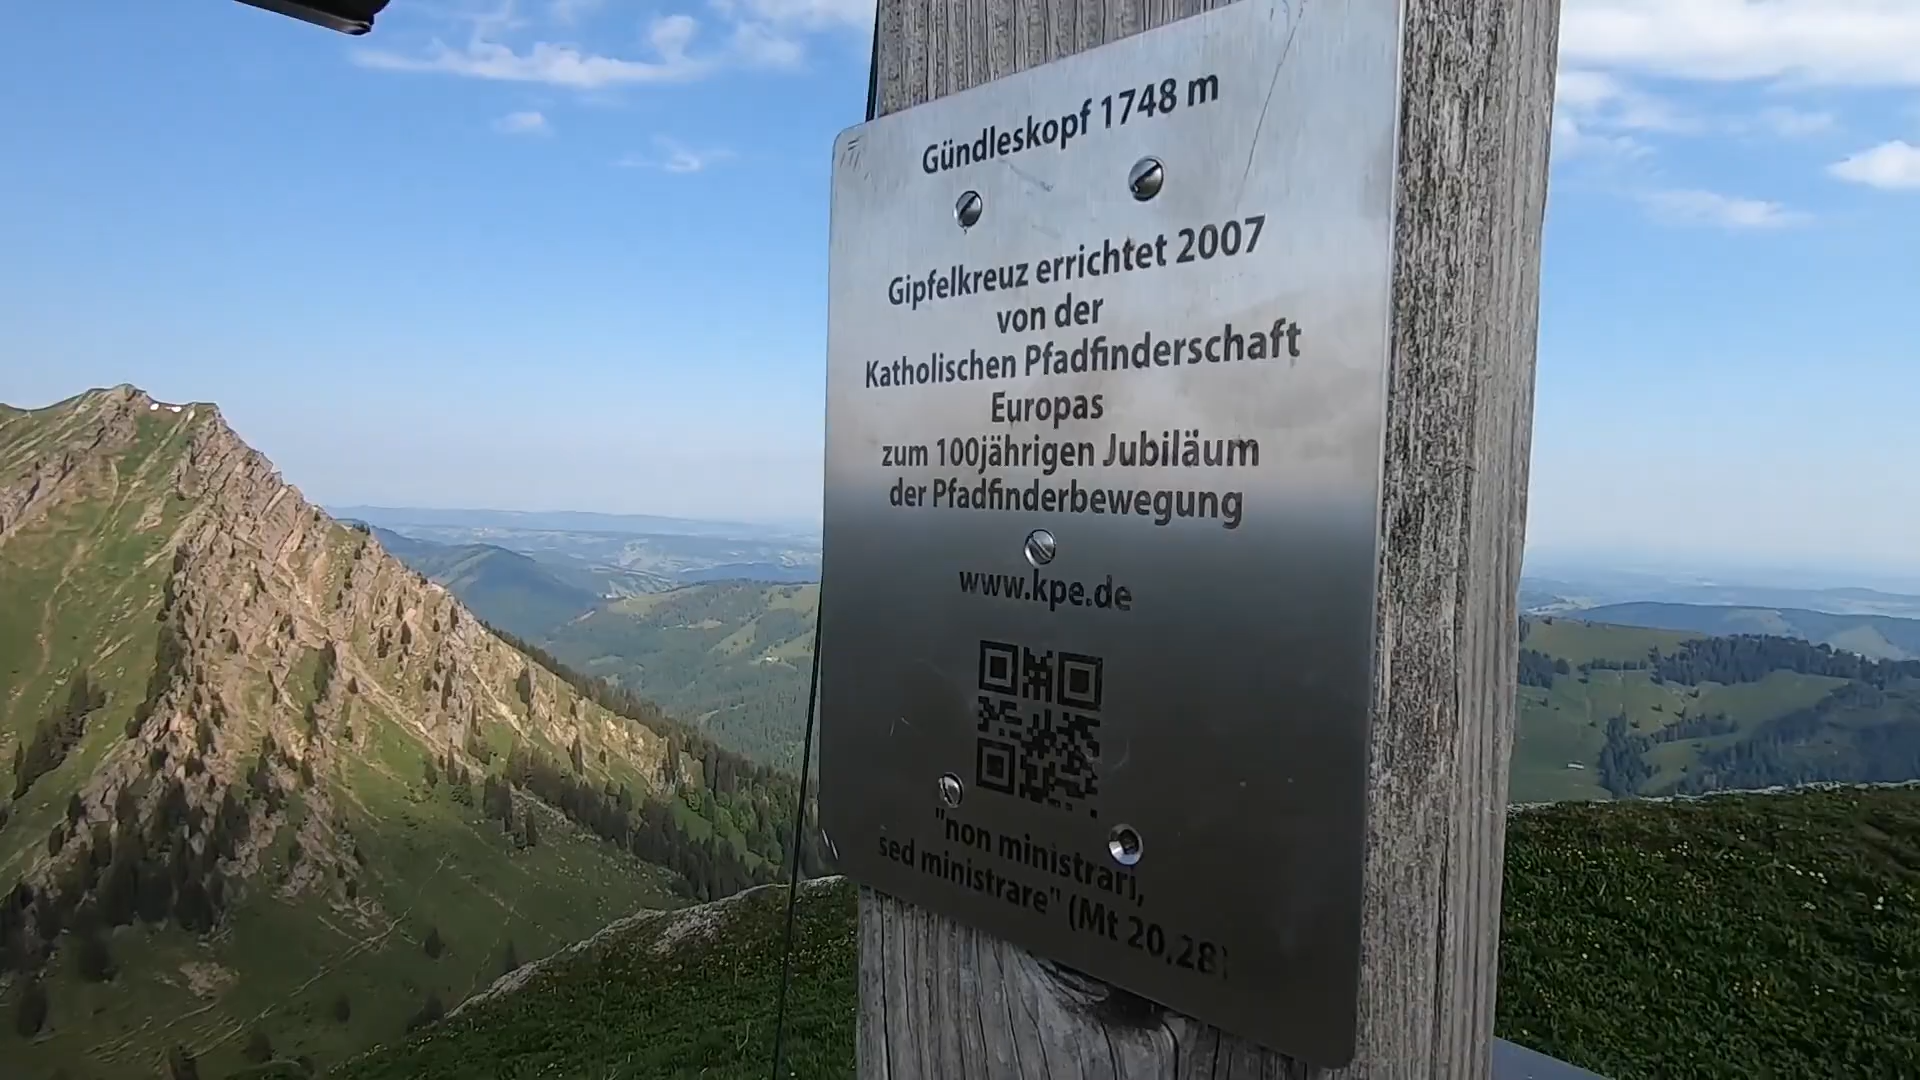 Gündleskopf 1748 m
Gipfelkreuz errichtet 2007
von der
Katholischen Pfadfinderschaft
Europas
zum 100jährigen Jubiläum
der Pfadfinderbewegung
www.kpe.de
"non ministrari,
sed ministrare" (Mt 20,28)